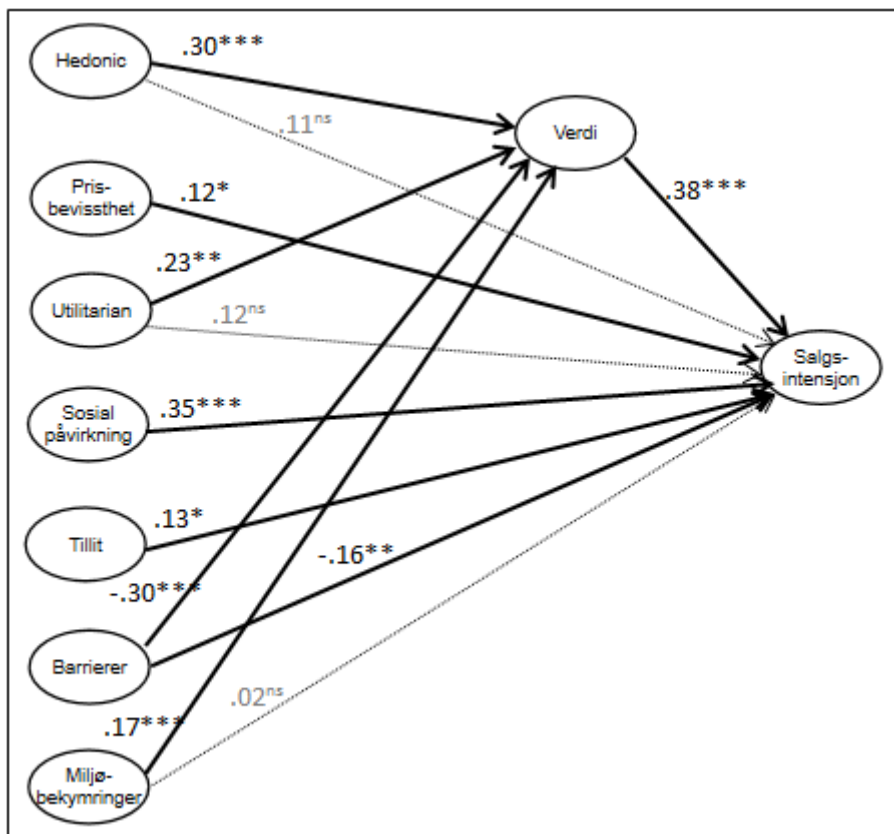 .30***
Hedonic
.11ns
Verdi
Pris-
bevissthet
.12*
.38***
.23**
Utilitarian
.12ns
Salgs-
intensjon
Sosial
påvirkning
.35***
Tillit
.13*
-.16**
-.30***
Barrierer
.02ns
.17***
Miljø-
bekymringer